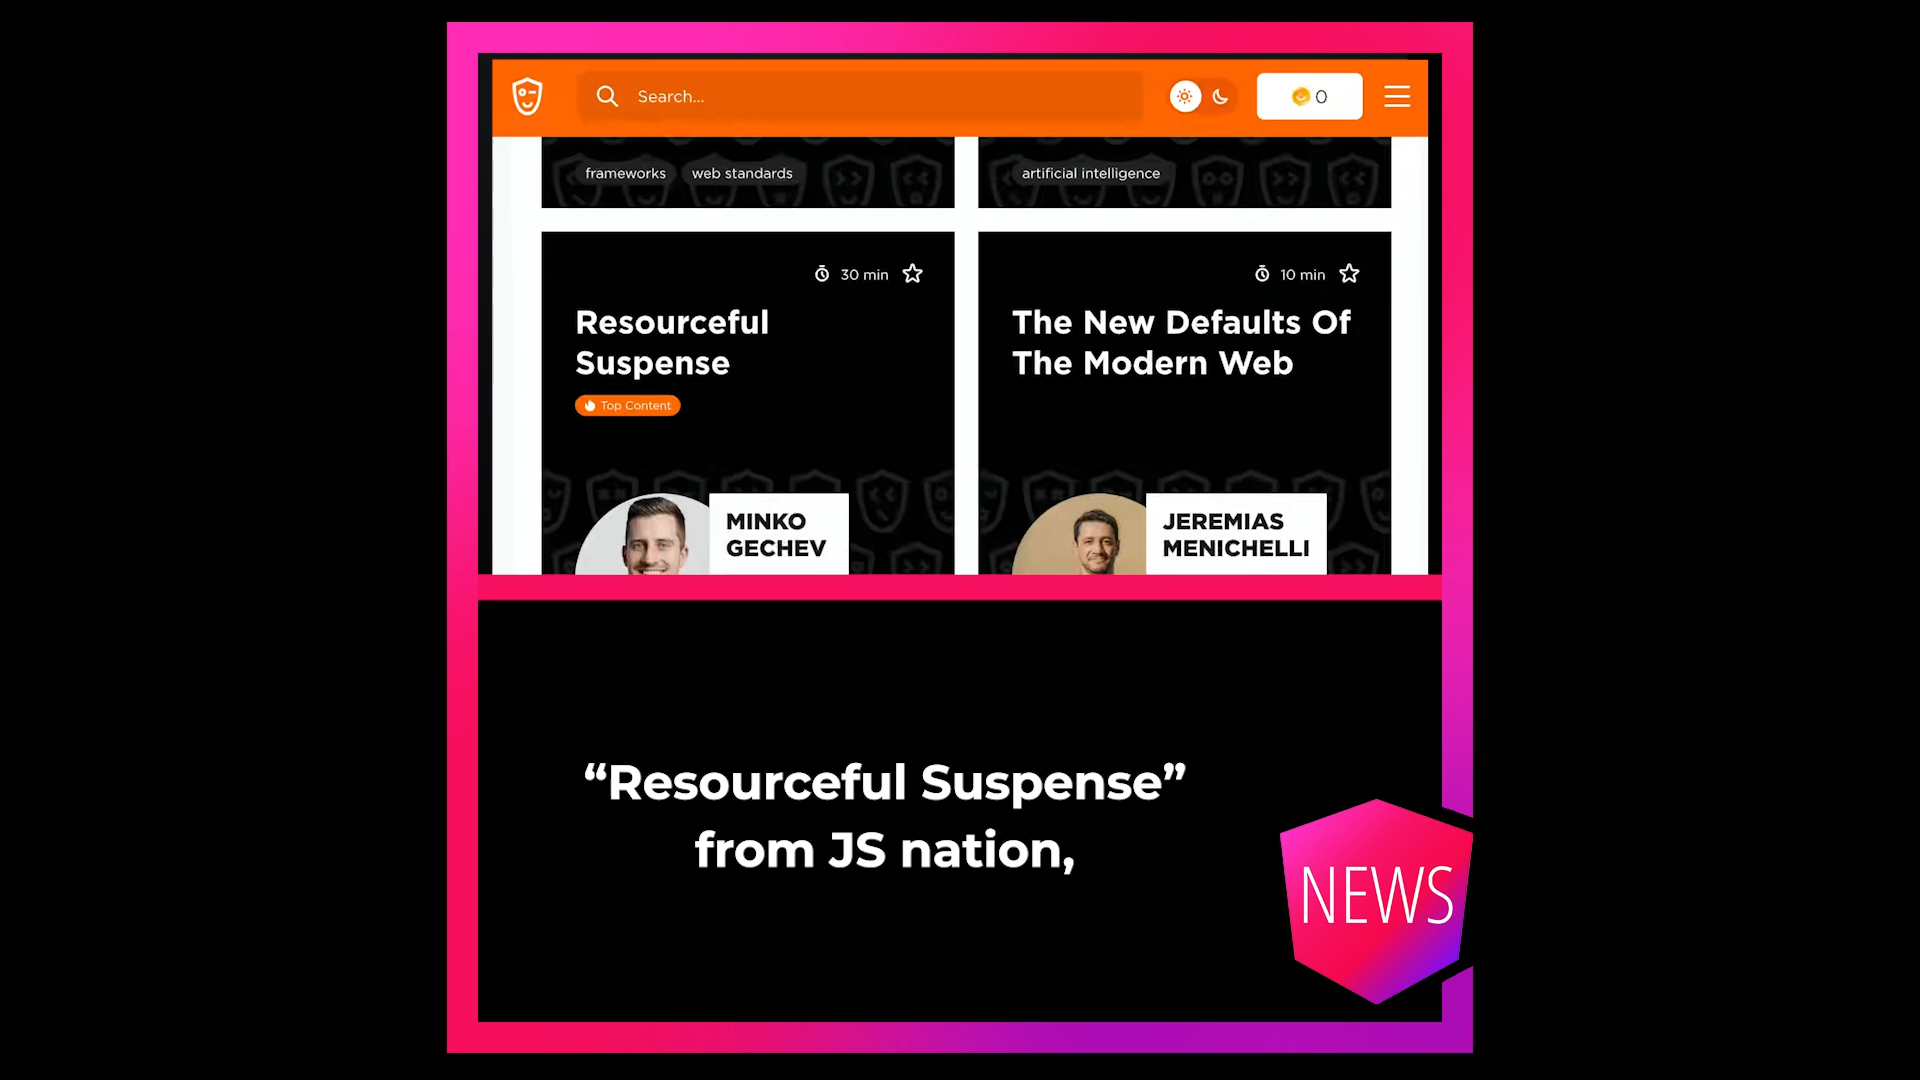 Search...
0
frameworks
web standards
artificial intelligence
30 min
Resourceful
Suspense
Top Content
MINKO
GECHEV
10 min
The New Defaults Of
The Modern Web
JEREMIAS
MENICHELLI
“Resourceful Suspense”
from JS nation,
NEWS